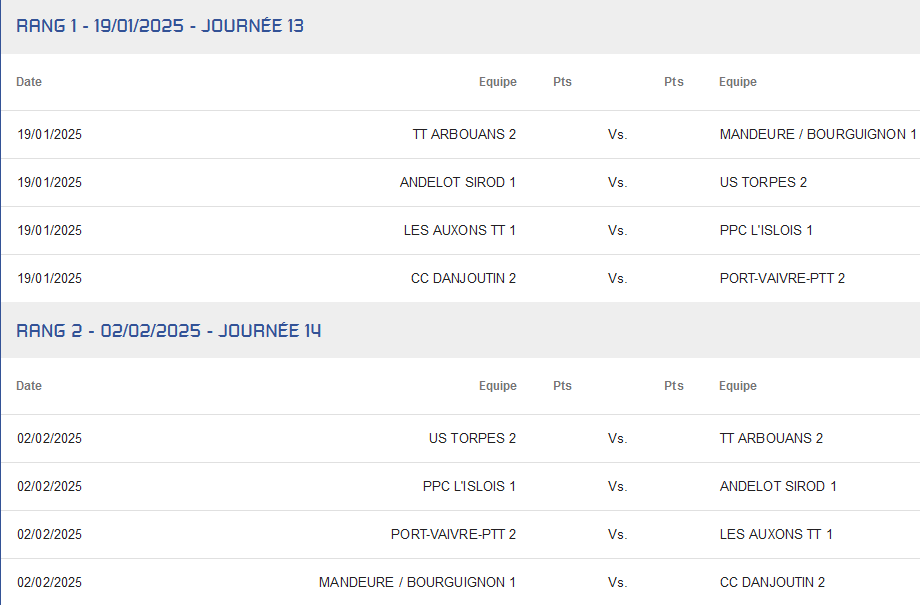 RANG 1 - 19/01/2025 - JOURNÉE 13
Date Equipe Pts Pts Equipe
19/01/2025 TT ARBOUANS 2 Vs. MANDEURE / BOURGUIGNON 1
19/01/2025 ANDELOT SIROD 1 Vs. US TORPES 2
19/01/2025 LES AUXONS TT 1 Vs. PPC L'ISLOIS 1
19/01/2025 CC DANJOUTIN 2 Vs. PORT-VAIVRE-PTT 2
RANG 2 - 02/02/2025 - JOURNÉE 14
Date Equipe Pts Pts Equipe
02/02/2025 US TORPES 2 Vs. TT ARBOUANS 2
02/02/2025 PPC L'ISLOIS 1 Vs. ANDELOT SIROD 1
02/02/2025 PORT-VAIVRE-PTT 2 Vs. LES AUXONS TT 1
02/02/2025 MANDEURE / BOURGUIGNON 1 Vs. CC DANJOUTIN 2